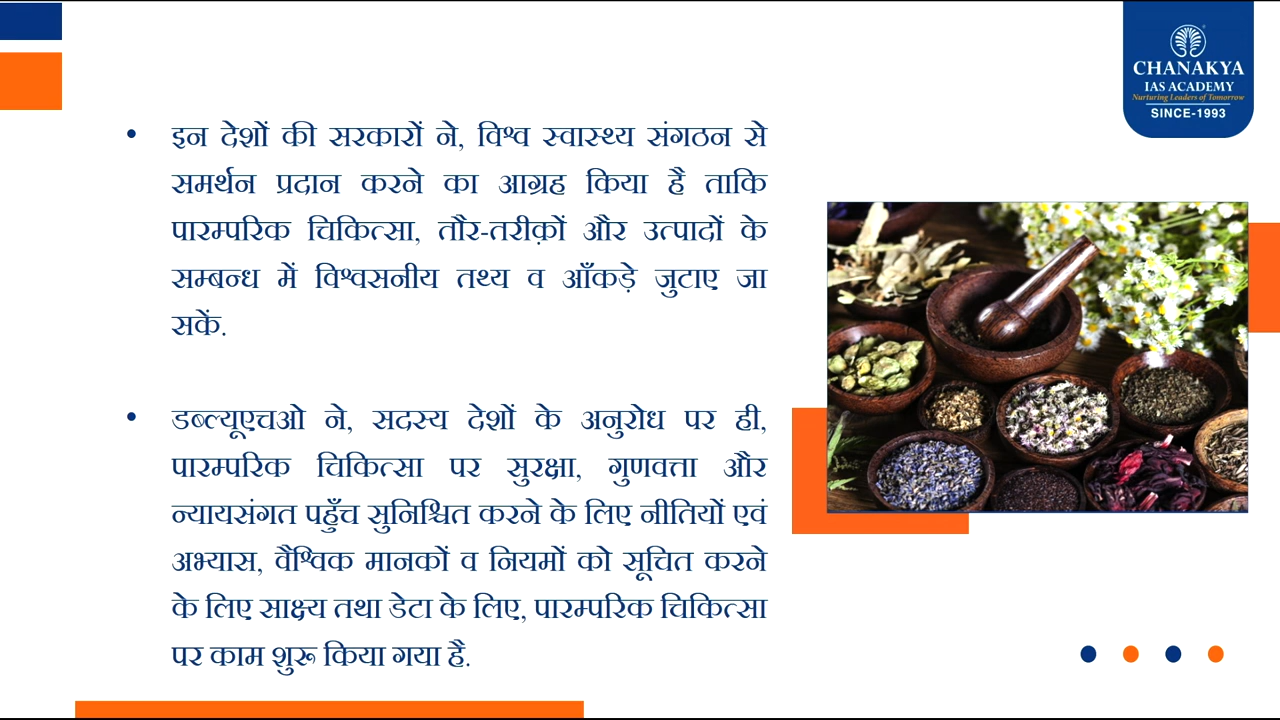 CHANAKYA
IAS ACADEMY
Nurturing Leaders of Tomorrow
SINCE-1993
• इन देशों की सरकारों ने, विश्व स्वास्थ्य संगठन से
समर्थन प्रदान करने का आग्रह किया है ताकि
पारम्परिक चिकित्सा, तौर-तरीक़ों और उत्पादों के
सम्बन्ध में विश्वसनीय तथ्य व आँकड़े जुटाए जा
सकें.
• डब्ल्यूएचओ ने, सदस्य देशों के अनुरोध पर ही,
पारम्परिक चिकित्सा पर सुरक्षा, गुणवत्ता और
न्यायसंगत पहुँच सुनिश्चित करने के लिए नीतियों एवं
अभ्यास, वैश्विक मानकों व नियमों को सूचित करने
के लिए साक्ष्य तथा डेटा के लिए, पारम्परिक चिकित्सा
पर काम शुरू किया गया है.